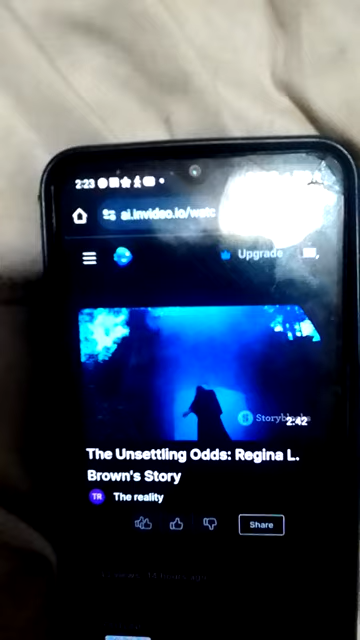 2:23
ai.invideo.io/watc
Upgrade
Storyblocks
2:42
The Unsettling Odds: Regina L.
Brown's Story
TR The reality
Share